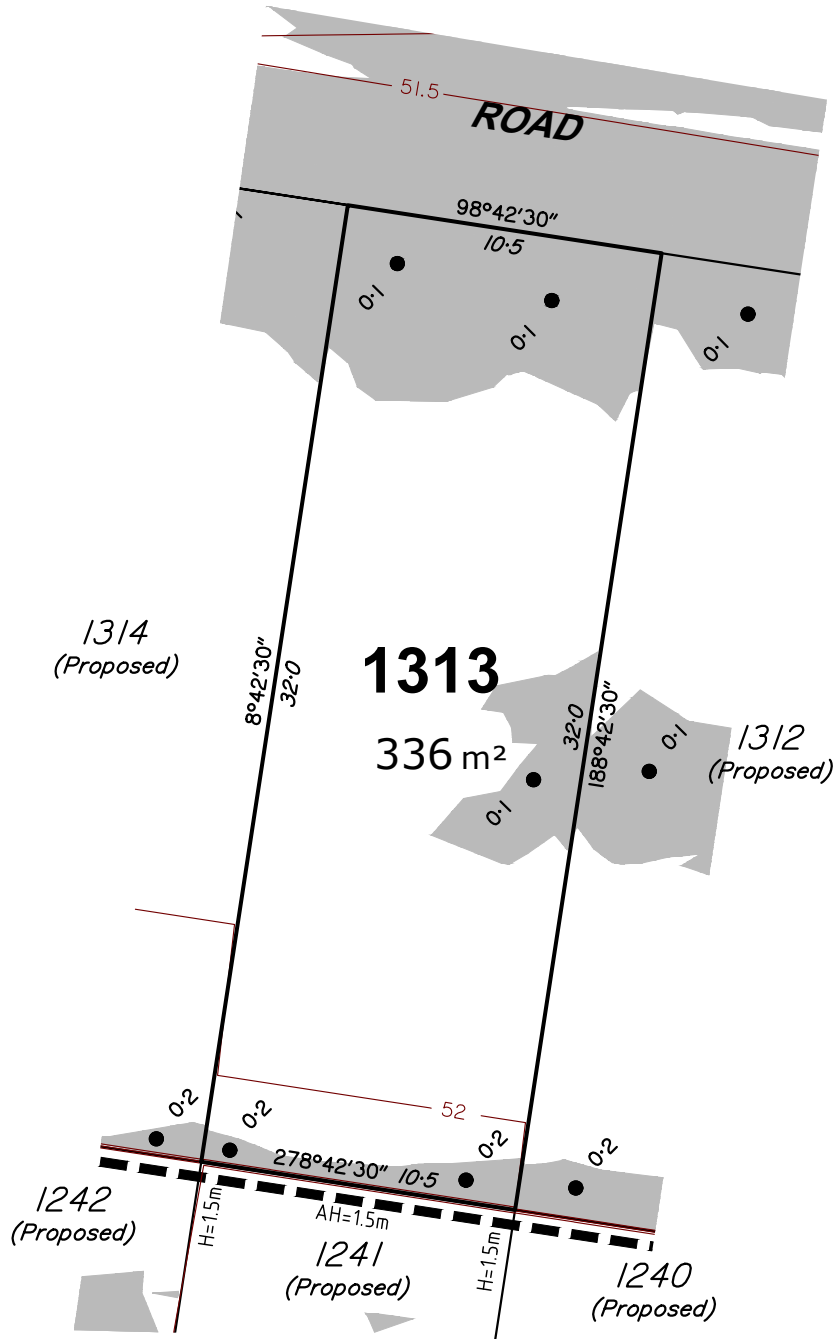 51.5
ROAD
98°42'30"
10·5
0·1
0·1
0·1
1314
(Proposed)
8°42'30"
32·0
1313
336 m²
32·0
188°42'30"
0·1
0·1
1312
(Proposed)
52
0·2
0·2
0·2
0·2
278°42'30"
10·5
1242
(Proposed)
H=1.5m
AH=1.5m
1241
(Proposed)
H=1.5m
1240
(Proposed)